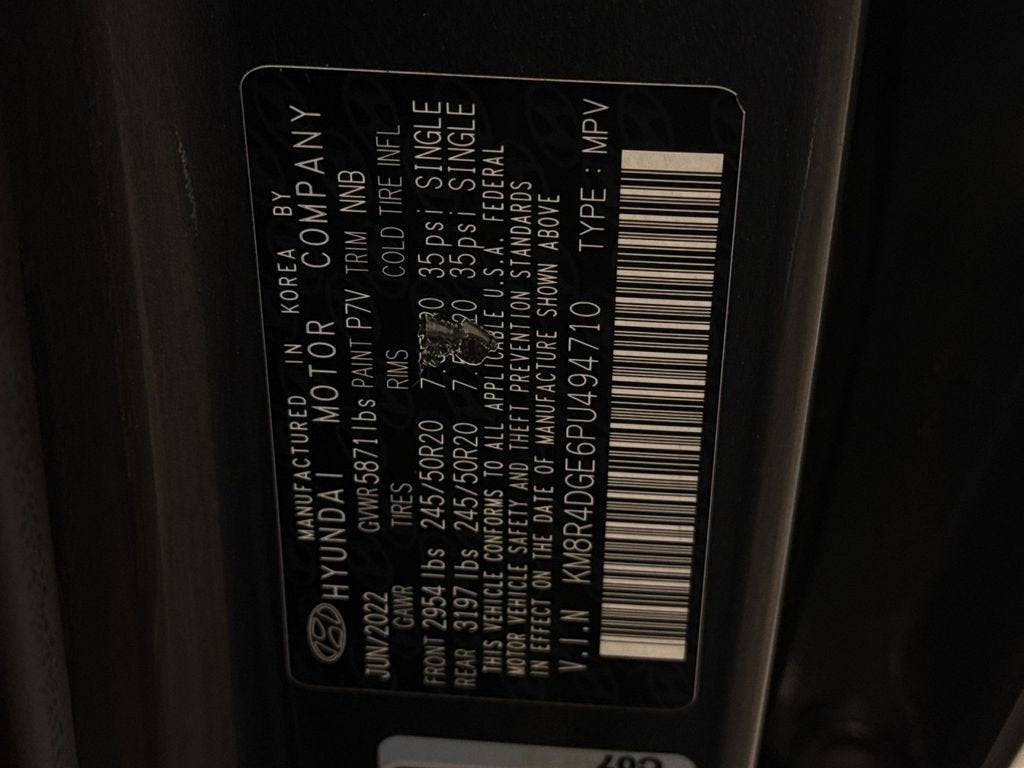 MANUFACTURED IN KOREA BY
HYUNDAI MOTOR COMPANY
JUN/2022 GVWR 5871 lbs PAINT P7V TRIM NNB
GAWR TIRES RIMS COLD TIRE INFL
FRONT 2954 lbs 245/50R20 20 35psi SINGLE
REAR 3197 lbs 245/50R20 20 35psi SINGLE
THIS VEHICLE CONFORMS TO ALL APPLICABLE U.S.A. FEDERAL
MOTOR VEHICLE SAFETY AND THEFT PREVENTION STANDARDS
IN EFFECT ON THE DATE OF MANUFACTURE SHOWN ABOVE
V.I.N KM8R4DGE6PU494710 TYPE : MPV